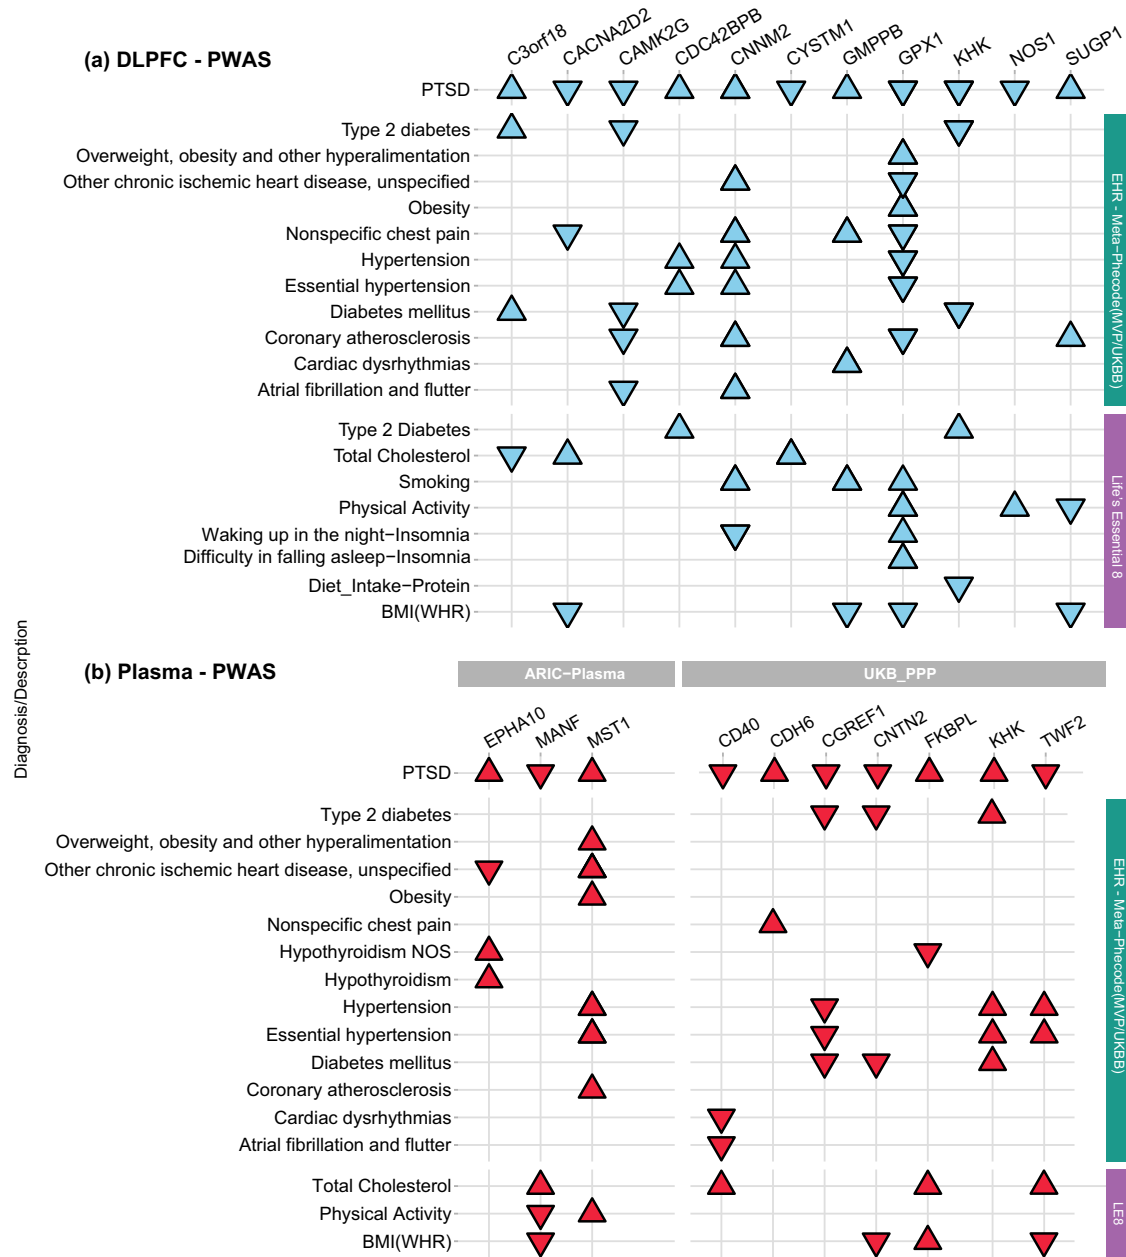 (a) DLPFC - PWAS
C3orf18 CACNA2D2 CAMK2G CDC42BPB CNNM2 CYSTM1 GMPPB GPX1 KHK NOS1 SUGP1
PTSD
Type 2 diabetes
Overweight, obesity and other hyperalimentation
Other chronic ischemic heart disease, unspecified
Obesity
Nonspecific chest pain
Hypertension
Essential hypertension
Diabetes mellitus
Coronary atherosclerosis
Cardiac dysrhythmias
Atrial fibrillation and flutter
EHR - Meta-Phecode(MVP/UKBB)
Type 2 Diabetes
Total Cholesterol
Smoking
Physical Activity
Waking up in the night−Insomnia
Difficulty in falling asleep−Insomnia
Diet_Intake−Protein
BMI(WHR)
Life's Essential 8
Diagnosis/Descrption
(b) Plasma - PWAS
ARIC−Plasma UKB_PPP
EPHA10 MANF MST1 CD40 CDH6 CGREF1 CNTN2 FKBPL KHK TWF2
PTSD
Type 2 diabetes
Overweight, obesity and other hyperalimentation
Other chronic ischemic heart disease, unspecified
Obesity
Nonspecific chest pain
Hypothyroidism NOS
Hypothyroidism
Hypertension
Essential hypertension
Diabetes mellitus
Coronary atherosclerosis
Cardiac dysrhythmias
Atrial fibrillation and flutter
EHR - Meta−Phecode(MVP/UKBB)
Total Cholesterol
Physical Activity
BMI(WHR)
LE8